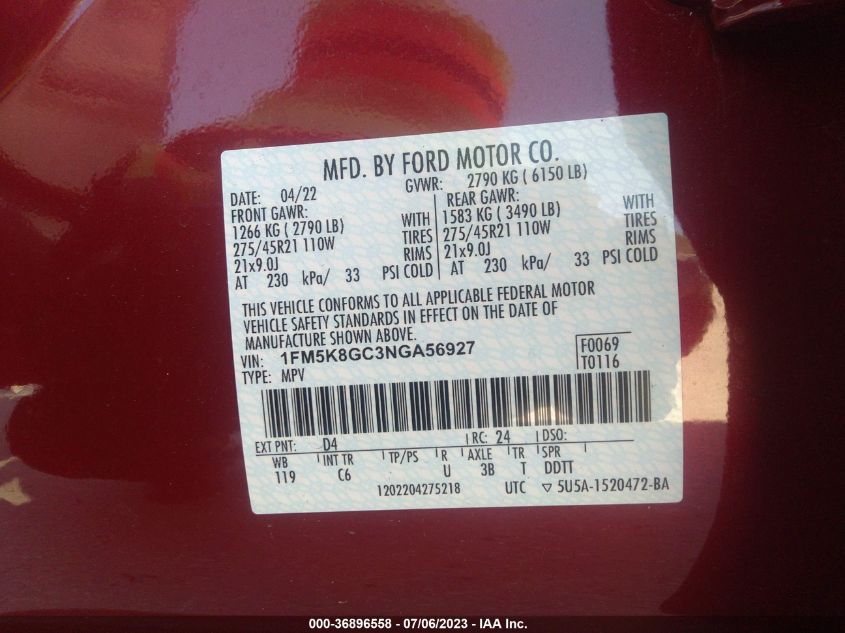 MFD. BY FORD MOTOR CO.
DATE: 04/22 GVWR: 2790 KG ( 6150 LB)
FRONT GAWR: REAR GAWR:
1266 KG ( 2790 LB) WITH 1583 KG ( 3490 LB) WITH
275/45R21 110W TIRES 275/45R21 110W TIRES
21x9.0J RIMS 21x9.0J RIMS
AT 230 kPa/ 33 PSI COLD AT 230 kPa/ 33 PSI COLD
THIS VEHICLE CONFORMS TO ALL APPLICABLE FEDERAL MOTOR
VEHICLE SAFETY STANDARDS IN EFFECT ON THE DATE OF
MANUFACTURE SHOWN ABOVE.
VIN: 1FM5K8GC3NGA56927 F0069
TYPE: MPV T0116
EXT PNT: D4 RC: 24 DSO:
WB INT TR TP/PS R AXLE TR SPR
119 C6 U 3B T DDTT
1202204275218 UTC ▽ 5U5A-1520472-BA
000-36896558 - 07/06/2023 - IAA Inc.